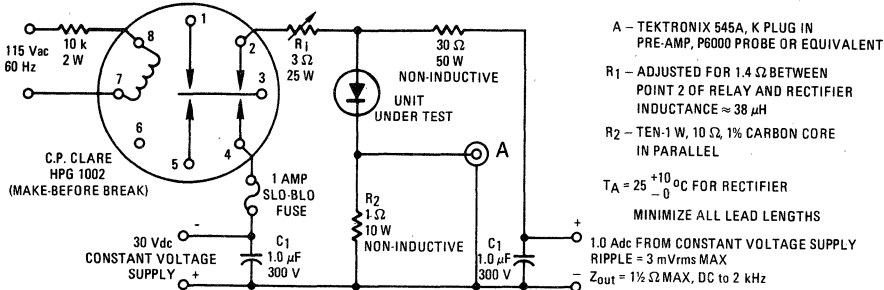 115 Vac
60 Hz
10 k
2 W
8
7
6
1
2
3
4
5
C.P. CLARE
HPG 1002
(MAKE-BEFORE BREAK)
R1
3 Ω
25 W
30 Ω
50 W
NON-INDUCTIVE
UNIT
UNDER TEST
A
1 AMP
SLO-BLO
FUSE
R2
1 Ω
10 W
NON-INDUCTIVE
-
30 Vdc
CONSTANT VOLTAGE
SUPPLY
+
C1
1.0 μF
300 V
C1
1.0 μF
300 V
+
1.0 Adc FROM CONSTANT VOLTAGE SUPPLY
RIPPLE = 3 mVrms MAX
– Zout = 1½ Ω MAX, DC to 2 kHz
A – TEKTRONIX 545A, K PLUG IN
PRE-AMP, P6000 PROBE OR EQUIVALENT
R1 – ADJUSTED FOR 1.4 Ω BETWEEN
POINT 2 OF RELAY AND RECTIFIER
INDUCTANCE ≈ 38 μH
R2 – TEN-1 W, 10 Ω, 1% CARBON CORE
IN PARALLEL
TA = 25 +10 -0 °C FOR RECTIFIER
MINIMIZE ALL LEAD LENGTHS